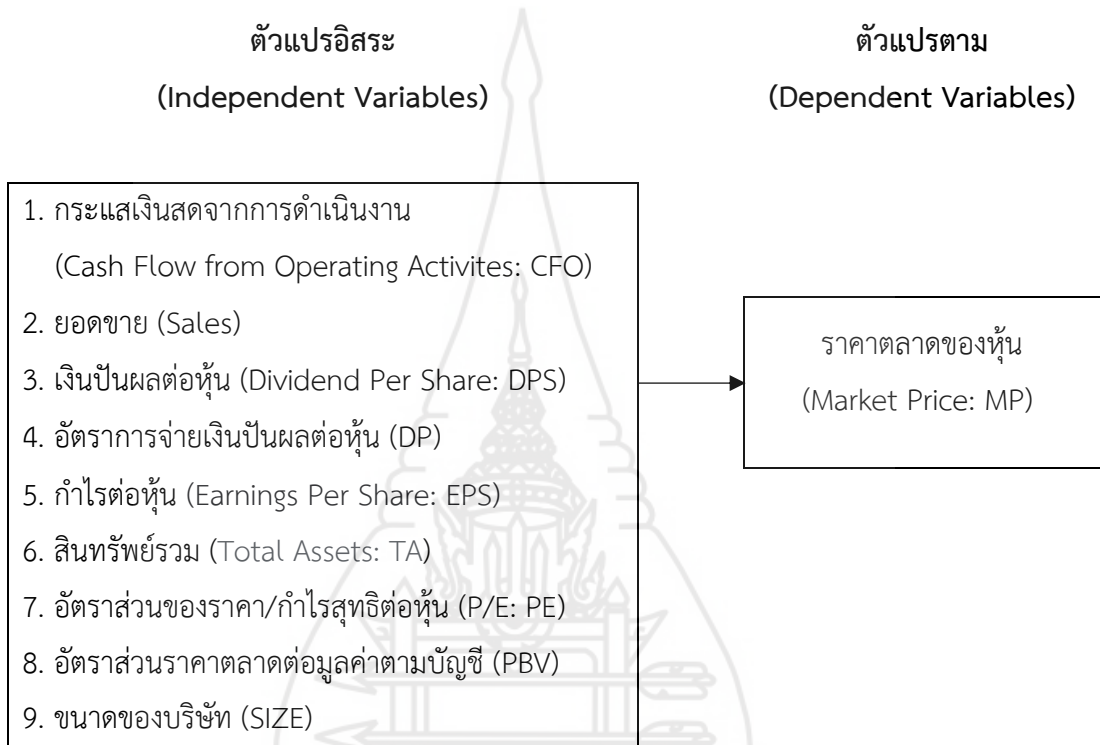 ตัวแปรอิสระ
(Independent Variables)
ตัวแปรตาม
(Dependent Variables)
1. กระแสเงินสดจากการดำเนินงาน
(Cash Flow from Operating Activites: CFO)
2. ยอดขาย (Sales)
3. เงินปันผลต่อหุ้น (Dividend Per Share: DPS)
4. อัตราการจ่ายเงินปันผลต่อหุ้น (DP)
5. กำไรต่อหุ้น (Earnings Per Share: EPS)
6. สินทรัพย์รวม (Total Assets: TA)
7. อัตราส่วนของราคา/กำไรสุทธิต่อหุ้น (P/E: PE)
8. อัตราส่วนราคาตลาดต่อมูลค่าตามบัญชี (PBV)
9. ขนาดของบริษัท (SIZE)
ราคาตลาดของหุ้น
(Market Price: MP)